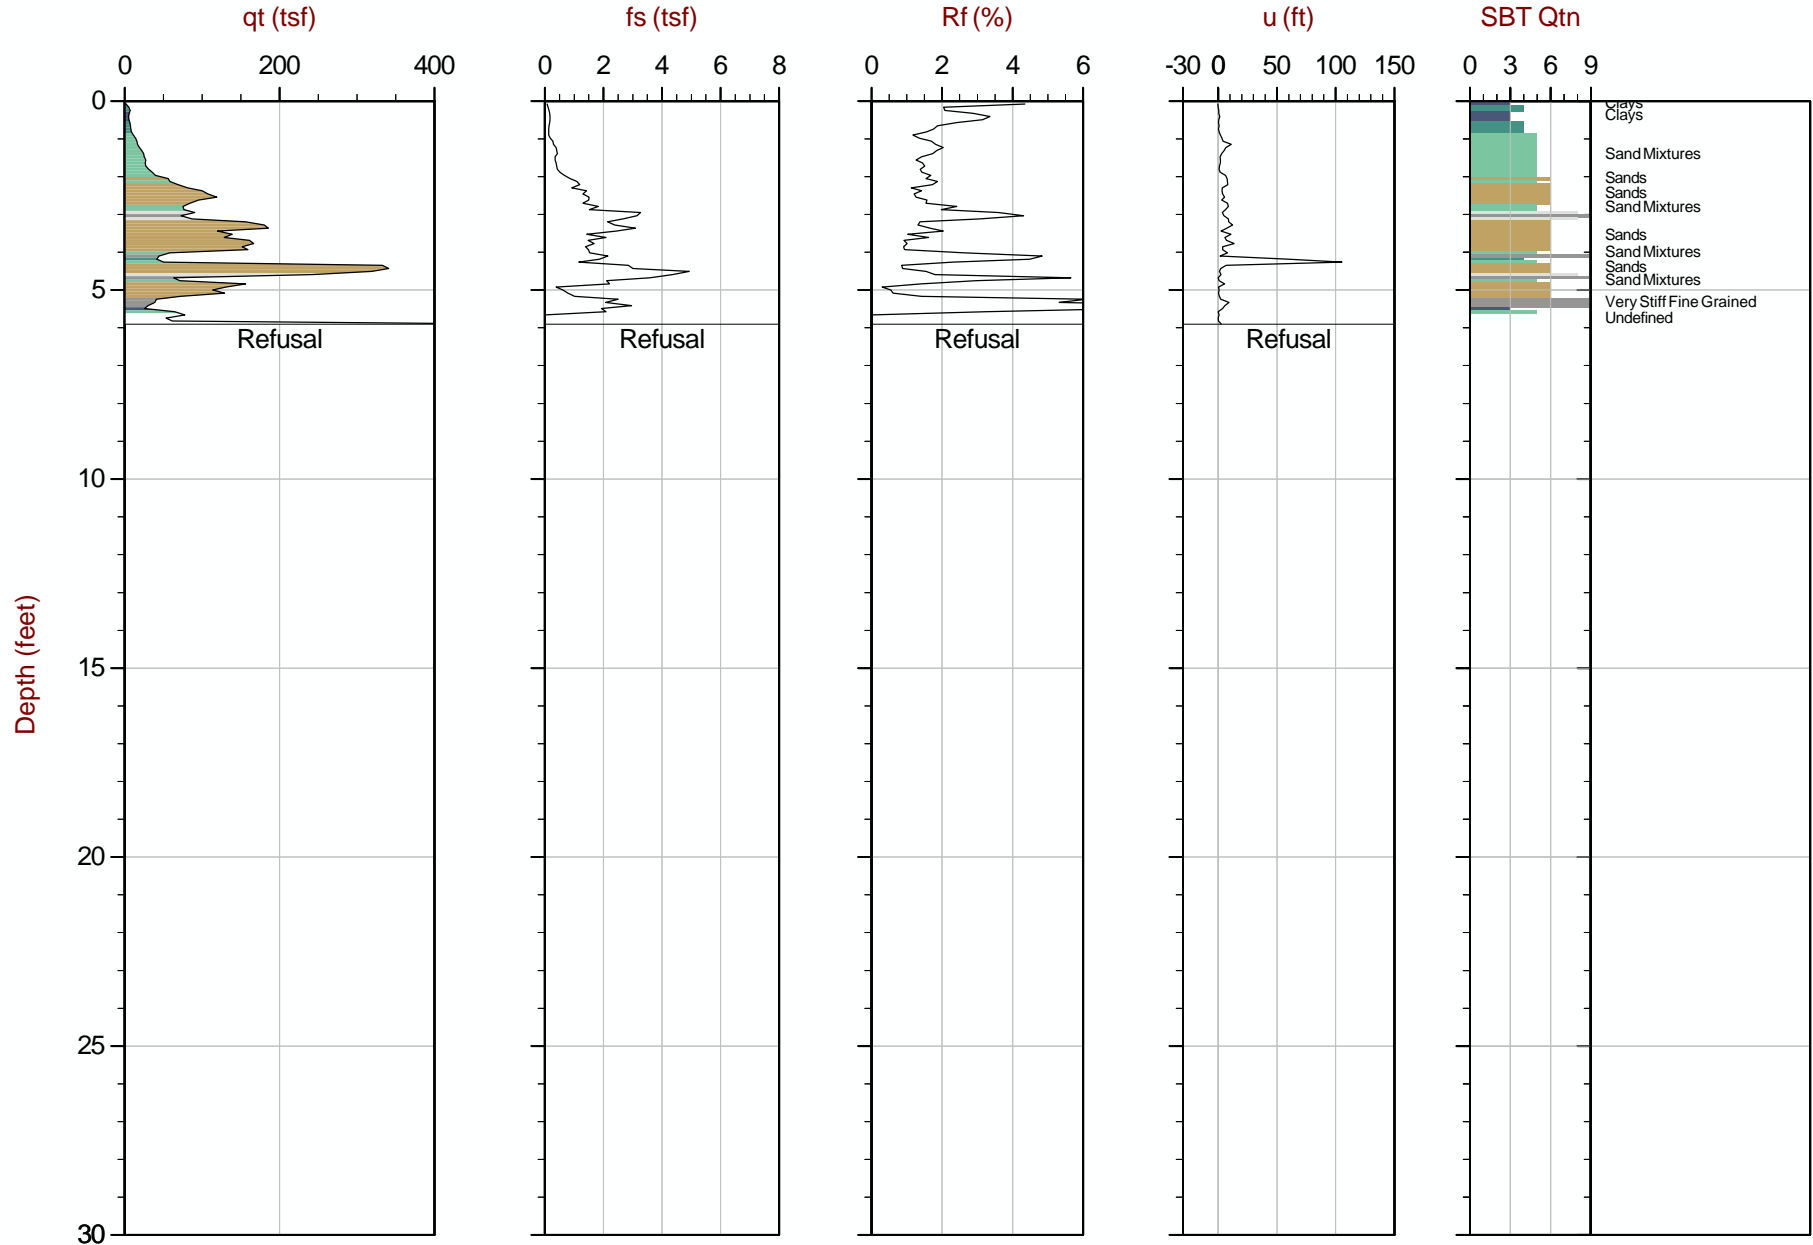 qt (tsf) fs (tsf) Rf (%) u (ft) SBT Qtn
0 200 400 0 2 4 6 8 0 2 4 6 -30 0 50 100 150 0 3 6 9
0
Clays
Clays
Sand Mixtures
Sands
Sands
Sand Mixtures
Sands
Sand Mixtures
Sands
Sand Mixtures
5
Very Stiff Fine Grained
Undefined
Refusal Refusal Refusal Refusal
10
15
Depth (feet)
20
25
30